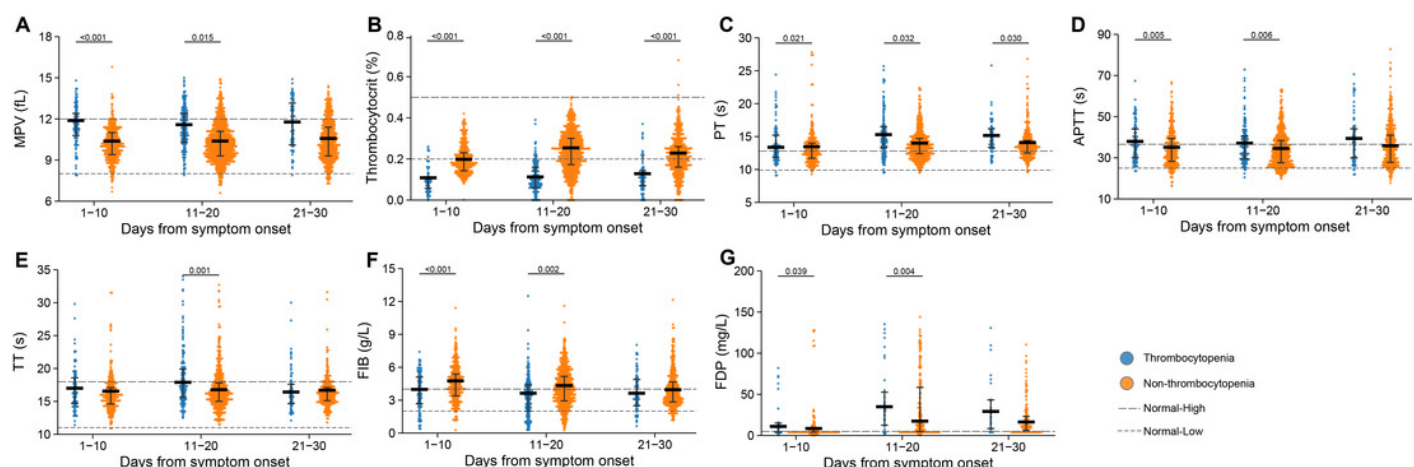 A
MPV (fL)
18
15
12
9
6
<0.001
0.015
1–10
11–20
21–30
Days from symptom onset
B
Thrombocytocrit (%)
0.8
0.6
0.4
0.2
0.0
<0.001
<0.001
<0.001
1–10
11–20
21–30
Days from symptom onset
C
PT (s)
30
25
20
15
10
5
0.021
0.032
0.030
1–10
11–20
21–30
Days from symptom onset
D
APTT (s)
90
70
50
30
10
0.005
0.006
1–10
11–20
21–30
Days from symptom onset
E
TT (s)
35
30
25
20
15
10
0.001
1–10
11–20
21–30
Days from symptom onset
F
FIB (g/L)
15
12
9
6
3
0
<0.001
0.002
1–10
11–20
21–30
Days from symptom onset
G
FDP (mg/L)
200
150
100
50
0
0.039
0.004
1–10
11–20
21–30
Days from symptom onset
Thrombocytopenia
Non-thrombocytopenia
Normal-High
Normal-Low